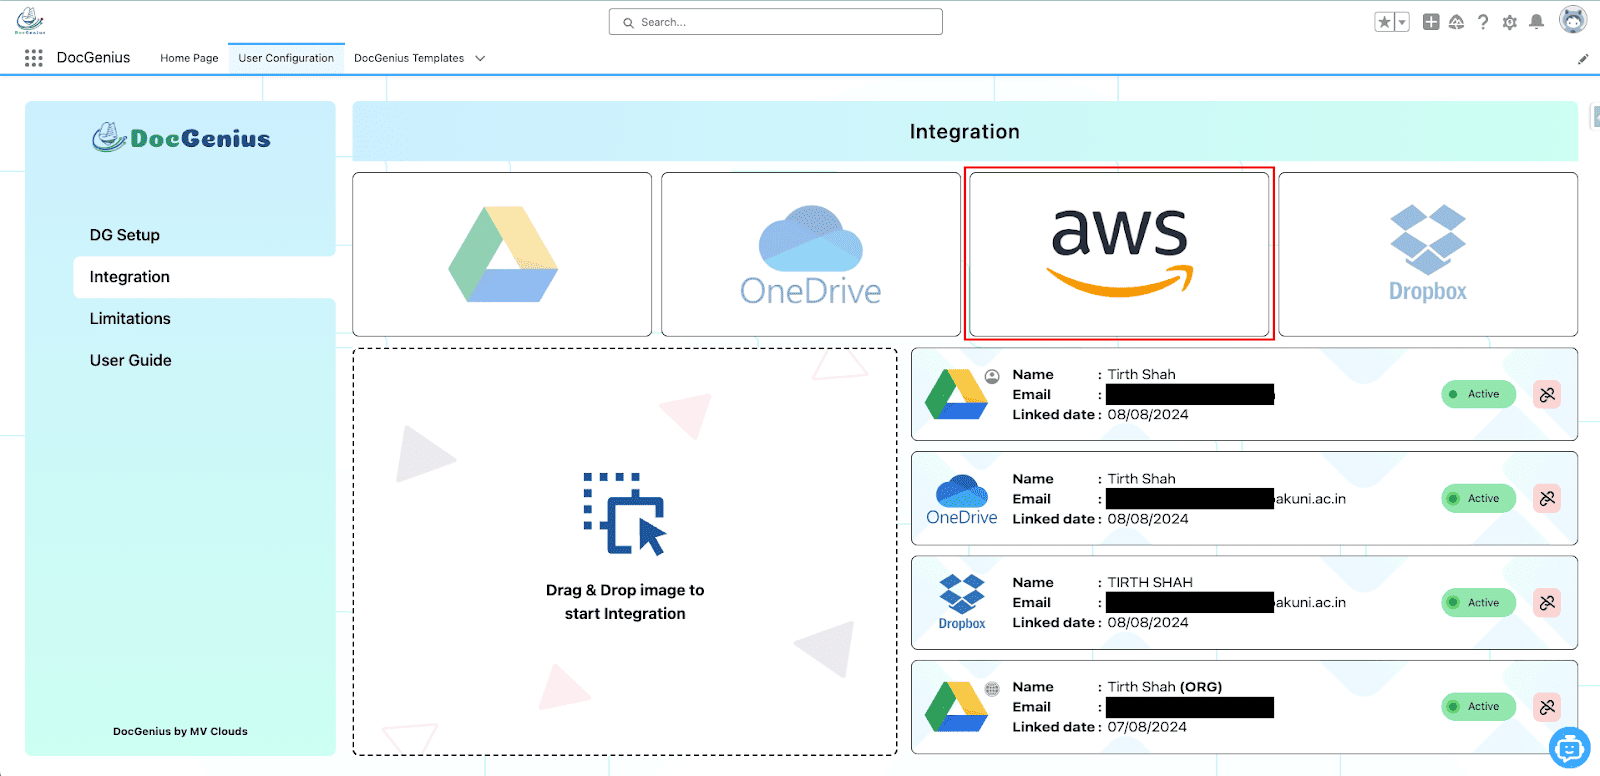 Search...
DocGenius
Home Page
User Configuration
DocGenius Templates
DocGenius
DG Setup
Integration
Limitations
User Guide
DocGenius by MV Clouds
Integration
OneDrive
aws
Dropbox
Drag & Drop image to
start Integration
Name : Tirth Shah
Email :
Linked date : 08/08/2024
Active
OneDrive
Name : Tirth Shah
Email : akuni.ac.in
Linked date : 08/08/2024
Active
Dropbox
Name : TIRTH SHAH
Email : akuni.ac.in
Linked date : 08/08/2024
Active
Name : Tirth Shah (ORG)
Email :
Linked date : 07/08/2024
Active